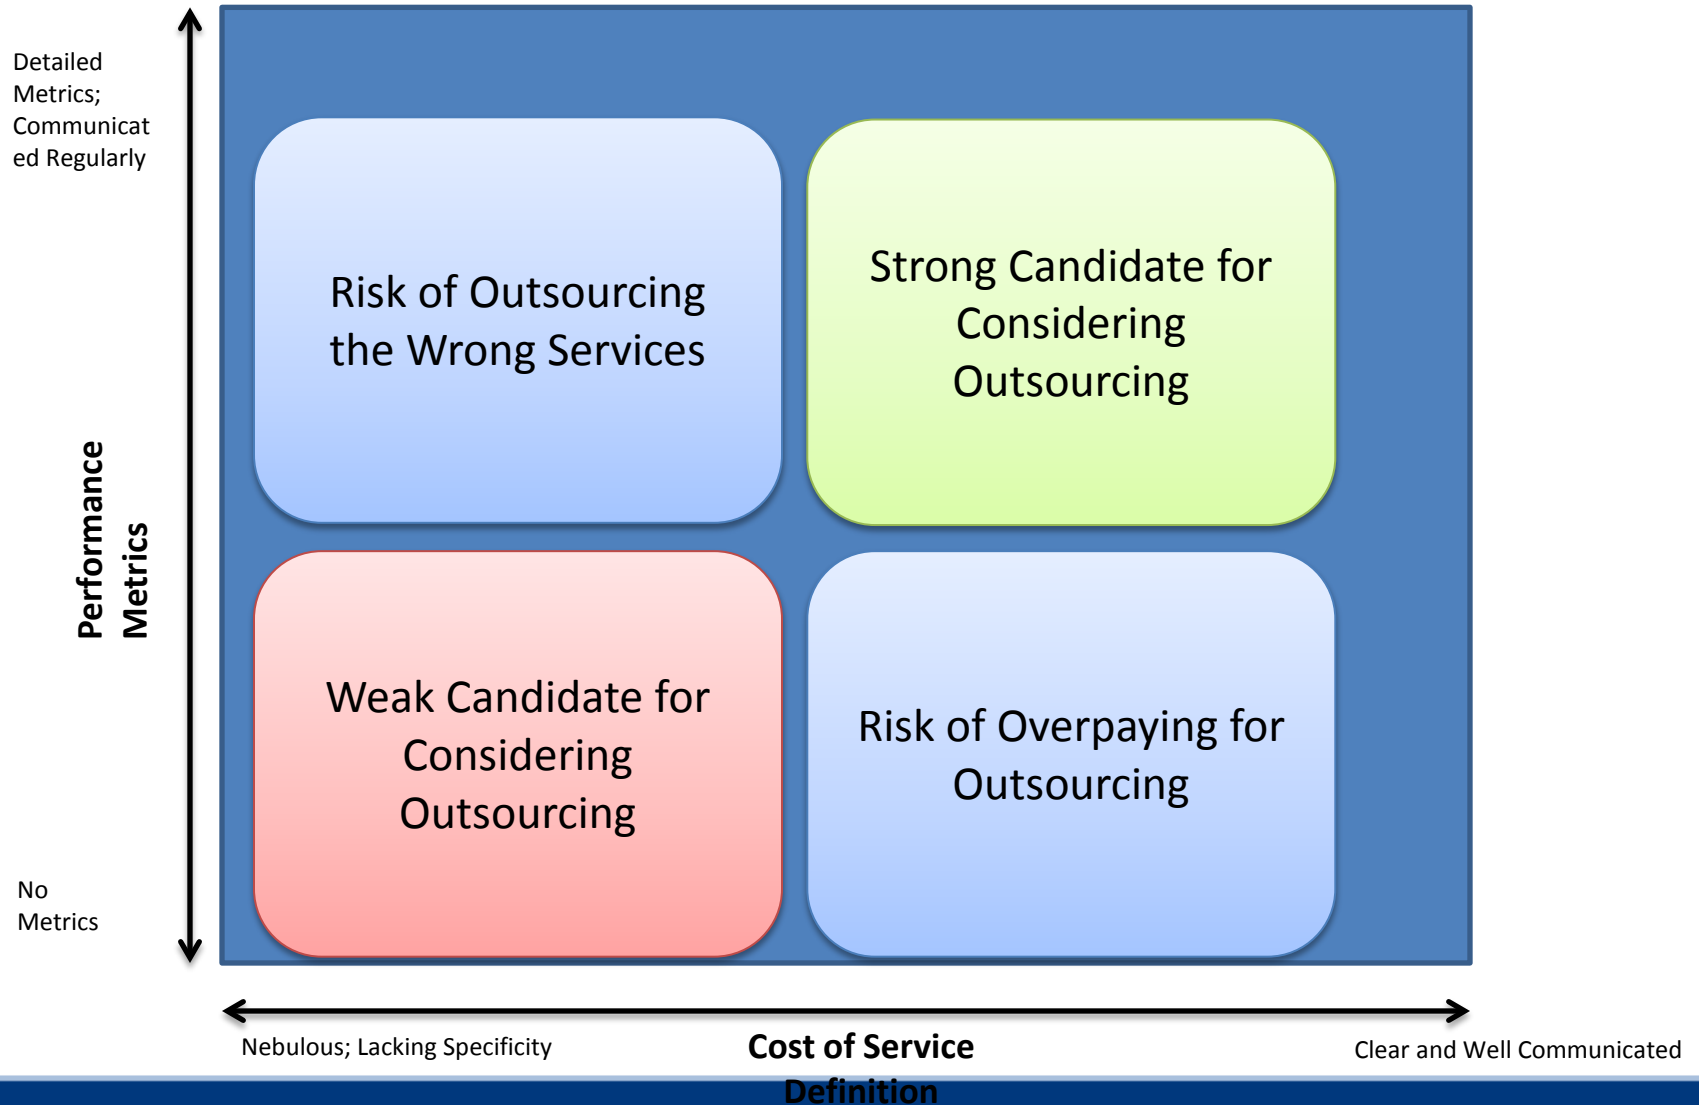 Detailed
Metrics;
Communicat
ed Regularly
Risk of Outsourcing
the Wrong Services
Strong Candidate for
Considering
Outsourcing
Performance
Metrics
Weak Candidate for
Considering
Outsourcing
Risk of Overpaying for
Outsourcing
No
Metrics
Nebulous; Lacking Specificity
Cost of Service
Definition
Clear and Well Communicated